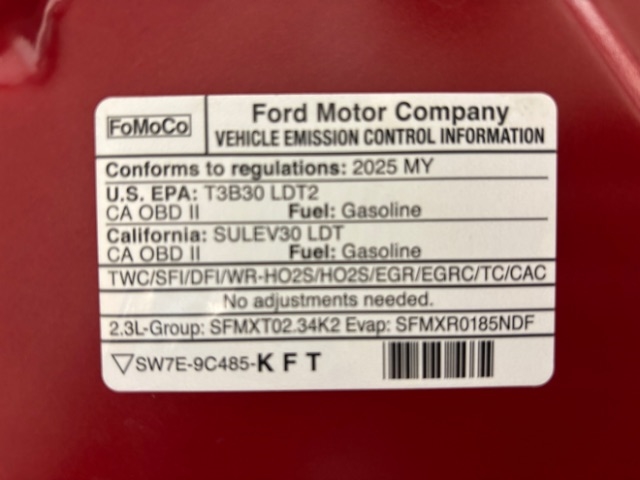 FoMoCo
Ford Motor Company
VEHICLE EMISSION CONTROL INFORMATION
Conforms to regulations: 2025 MY
U.S. EPA: T3B30 LDT2
CA OBD II Fuel: Gasoline
California: SULEV30 LDT
CA OBD II Fuel: Gasoline
TWC/SFI/DFI/WR-HO2S/HO2S/EGR/EGRC/TC/CAC
No adjustments needed.
2.3L-Group: SFMXT02.34K2 Evap: SFMXR0185NDF
▽SW7E-9C485-K F T